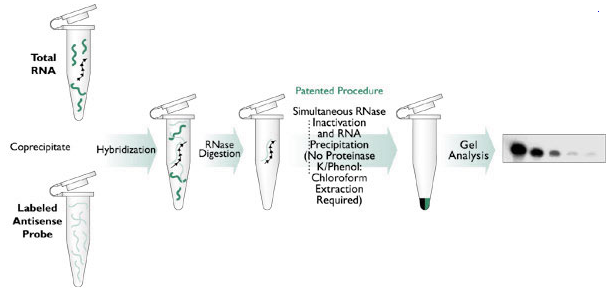 Total
RNA
Coprecipitate
Labeled
Antisense
Probe
Hybridization
RNase
Digestion
Patented Procedure
Simultaneous RNase
Inactivation
and RNA
Precipitation
(No Proteinase
K/Phenol:
Chloroform
Extraction
Required)
Gel
Analysis